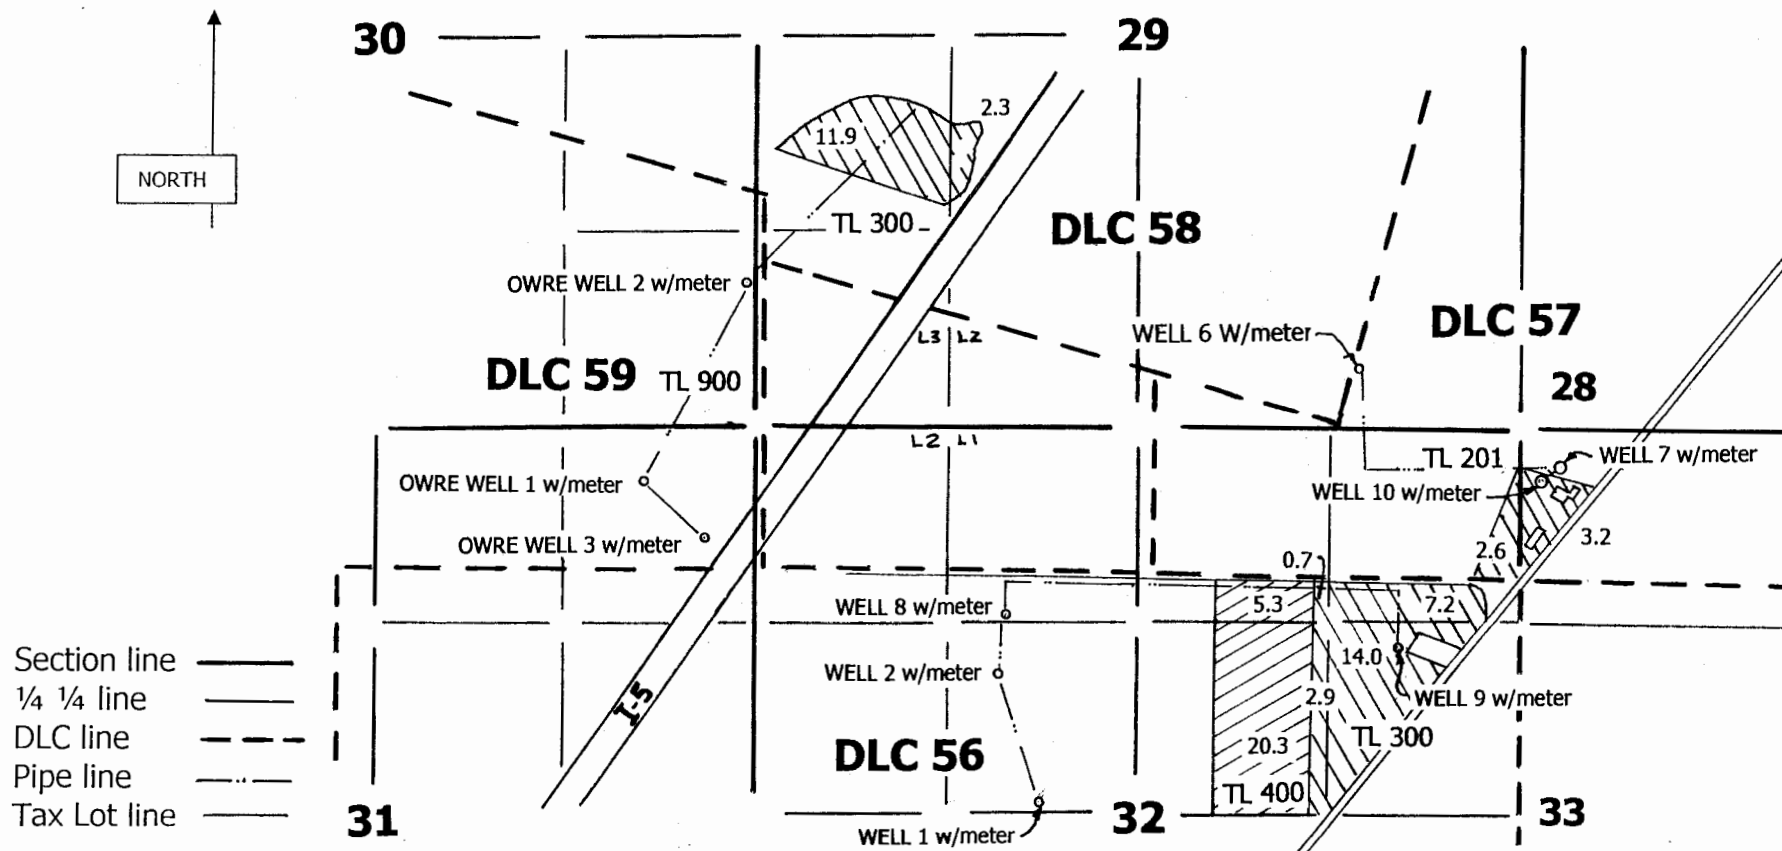 30
29
2.3
11.9
NORTH
TL 300
DLC 58
OWRE WELL 2 w/meter
DLC 57
WELL 6 W/meter
L3 L2
DLC 59
TL 900
28
L2 L1
TL 201
WELL 7 w/meter
OWRE WELL 1 w/meter
WELL 10 w/meter
OWRE WELL 3 w/meter
2.6
3.2
0.7
5.3
7.2
WELL 8 w/meter
Section line
¼ ¼ line
DLC line
Pipe line
Tax Lot line
14.0
WELL 2 w/meter
I-5
2.9
WELL 9 w/meter
TL 300
DLC 56
20.3
TL 400
31
32
33
WELL 1 w/meter